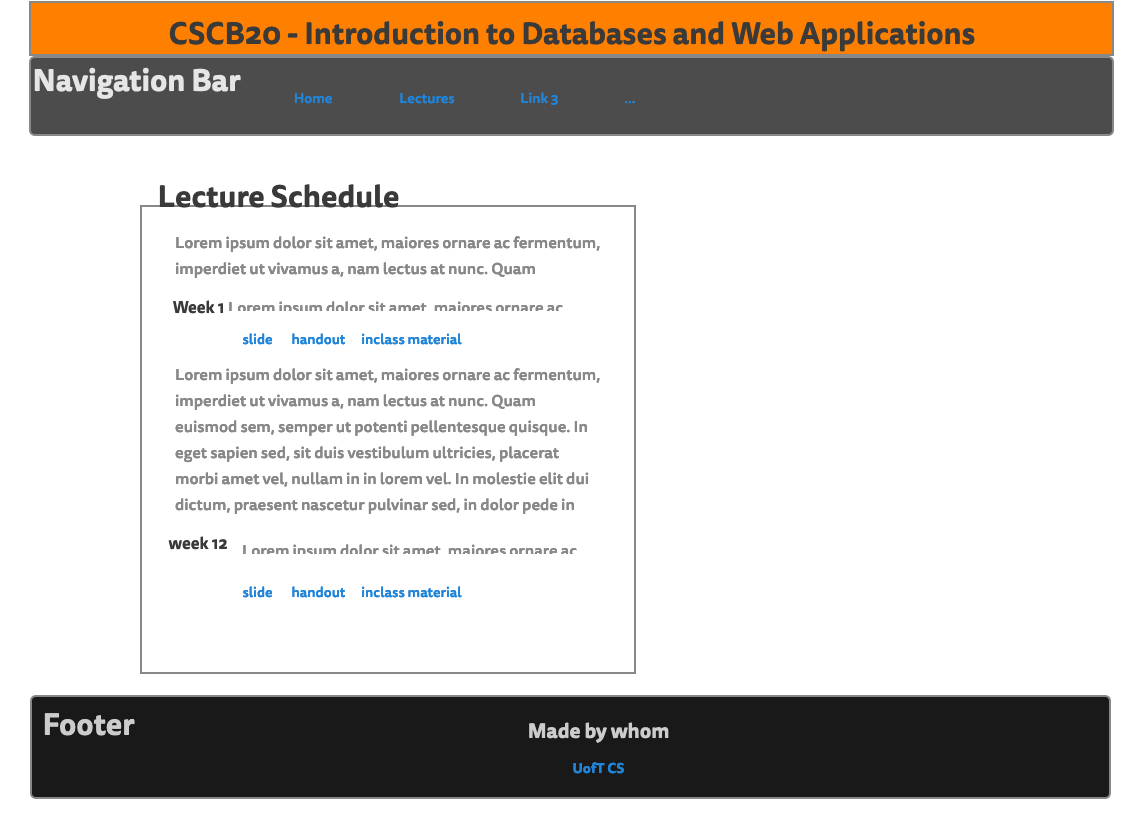 CSCB20 - Introduction to Databases and Web Applications
Navigation Bar
Home Lectures Link 3 ...
Lecture Schedule
Lorem ipsum dolor sit amet, maiores ornare ac fermentum,
imperdiet ut vivamus a, nam lectus at nunc. Quam
Week 1 Lorem ipsum dolor sit amet, maiores ornare ac
slide handout inclass material
Lorem ipsum dolor sit amet, maiores ornare ac fermentum,
imperdiet ut vivamus a, nam lectus at nunc. Quam
euismod sem, semper ut potenti pellentesque quisque. In
eget sapien sed, sit duis vestibulum ultricies, placerat
morbi amet vel, nullam in in lorem vel. In molestie elit dui
dictum, praesent nascetur pulvinar sed, in dolor pede in
week 12 Lorem ipsum dolor sit amet, maiores ornare ac
slide handout inclass material
Footer
Made by whom
UofT CS